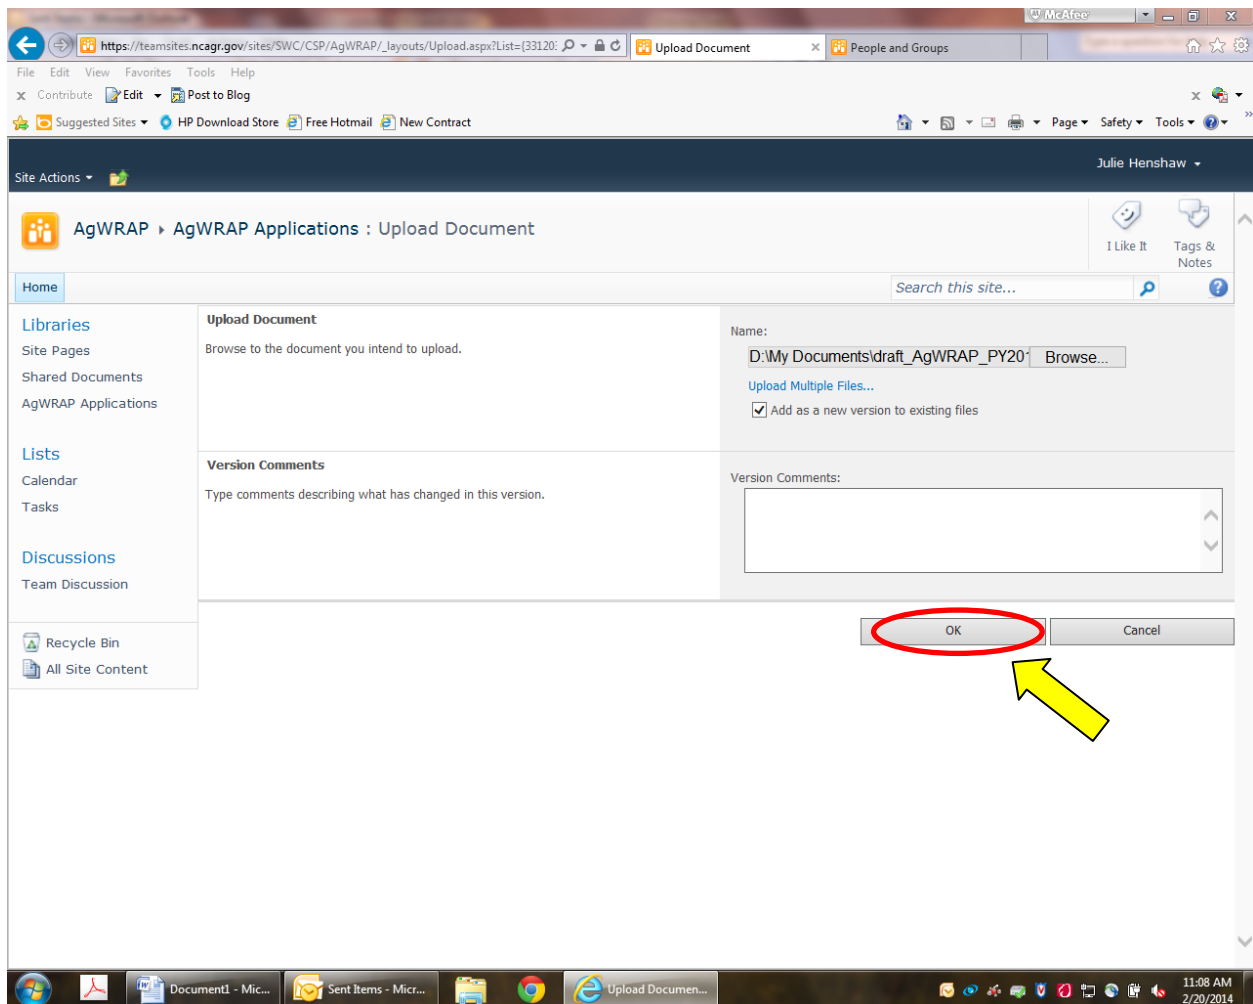 McAfee
https://teamsites.ncagr.gov/sites/SWC/CSP/AgWRAP/_layouts/Upload.aspx?List={33120:
Upload Document
People and Groups
File Edit View Favorites Tools Help
x Contribute Edit Post to Blog
Suggested Sites HP Download Store Free Hotmail New Contract
Page Safety Tools
Julie Henshaw
Site Actions
AgWRAP AgWRAP Applications : Upload Document
I Like It
Tags & Notes
Home
Search this site...
Libraries
Site Pages
Shared Documents
AgWRAP Applications
Lists
Calendar
Tasks
Discussions
Team Discussion
Recycle Bin
All Site Content
Upload Document
Browse to the document you intend to upload.
Name:
D:\My Documents\draft_AgWRAP_PY201 Browse...
Upload Multiple Files...
Add as a new version to existing files
Version Comments
Type comments describing what has changed in this version.
Version Comments:
OK Cancel
Document1 - Mic... Sent Items - Micr... Upload Documen...
11:08 AM
2/20/2014